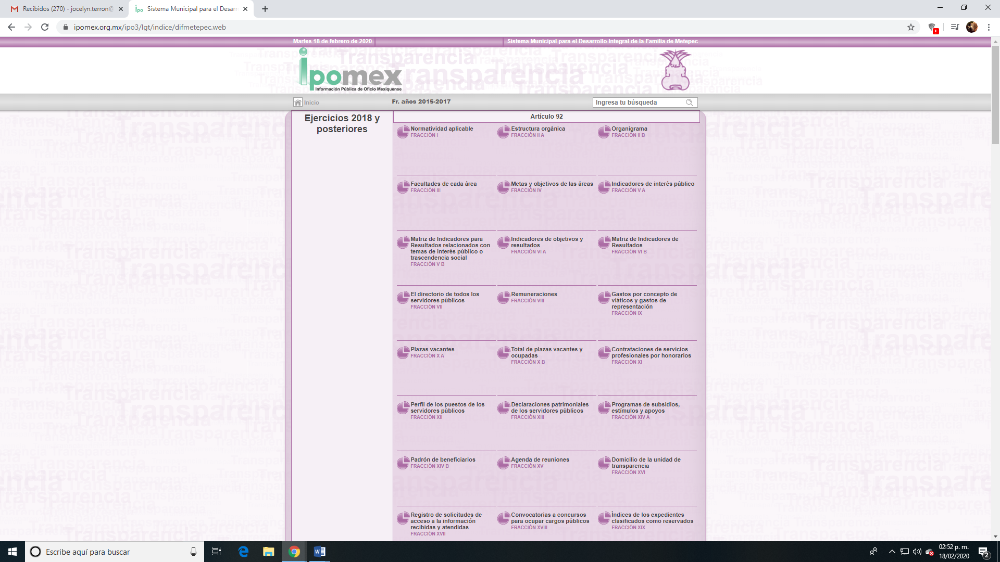 Recibidos (270) - jocelyn.terron@
Sistema Municipal para el Desarr
ipomex.org.mx/ipo3/lgt/indice/difmetepec.web
Martes 18 de febrero de 2020
Sistema Municipal para el Desarrollo Integral de la Familia de Metepec
ipomex
Información Pública de Oficio Mexiquense
Transparencia
Inicio
Fr. años 2015-2017
Ingresa tu búsqueda
Ejercicios 2018 y
posteriores
Artículo 92
Normatividad aplicable
FRACCIÓN I
Estructura orgánica
FRACCIÓN II A
Organigrama
FRACCIÓN II B
Facultades de cada área
FRACCIÓN III
Metas y objetivos de las áreas
FRACCIÓN IV
Indicadores de interés público
FRACCIÓN V A
Matriz de Indicadores para
Resultados relacionados con
temas de interés público o
trascendencia social
FRACCIÓN V B
Indicadores de objetivos y
resultados
FRACCIÓN VI A
Matriz de Indicadores de
Resultados
FRACCIÓN VI B
El directorio de todos los
servidores públicos
FRACCIÓN VII
Remuneraciones
FRACCIÓN VIII
Gastos por concepto de
viáticos y gastos de
representación
FRACCIÓN IX
Plazas vacantes
FRACCIÓN X A
Total de plazas vacantes y
ocupadas
FRACCIÓN X B
Contrataciones de servicios
profesionales por honorarios
FRACCIÓN XI
Perfil de los puestos de los
servidores públicos
FRACCIÓN XII
Declaraciones patrimoniales
de los servidores públicos
FRACCIÓN XIII
Programas de subsidios,
estímulos y apoyos
FRACCIÓN XIV A
Padrón de beneficiarios
FRACCIÓN XIV B
Agenda de reuniones
FRACCIÓN XV
Domicilio de la unidad de
transparencia
FRACCIÓN XVI
Registro de solicitudes de
acceso a la información
recibidas y atendidas
FRACCIÓN XVII
Convocatorias a concursos
para ocupar cargos públicos
FRACCIÓN XVIII
Índices de los expedientes
clasificados como reservados
FRACCIÓN XIX
Escribe aquí para buscar
02:52 p. m.
18/02/2020
2